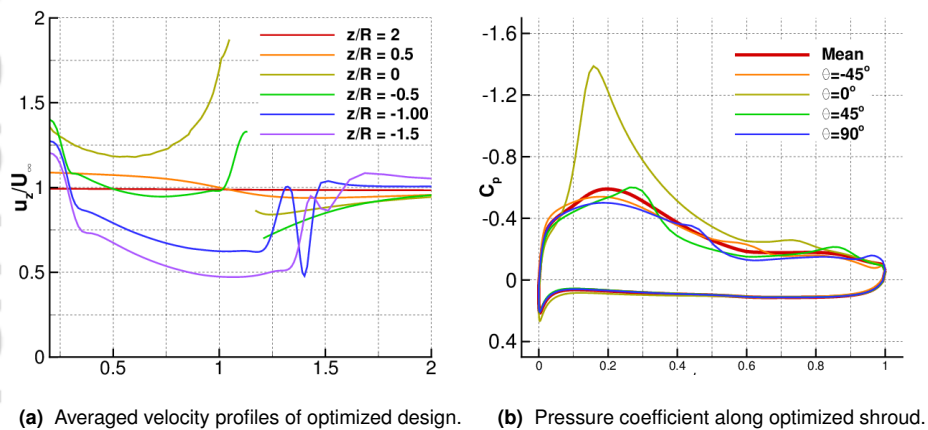 2
1.5
1
0.5
0
0.5
1
1.5
2
uz/U∞
z/R = 2
z/R = 0.5
z/R = 0
z/R = -0.5
z/R = -1.00
z/R = -1.5
-1.6
-1.2
-0.8
-0.4
0
0.4
0
0.2
0.4
0.6
0.8
1
Cp
Mean
θ=-45°
θ=0°
θ=45°
θ=90°
(a) Averaged velocity profiles of optimized design.
(b) Pressure coefficient along optimized shroud.